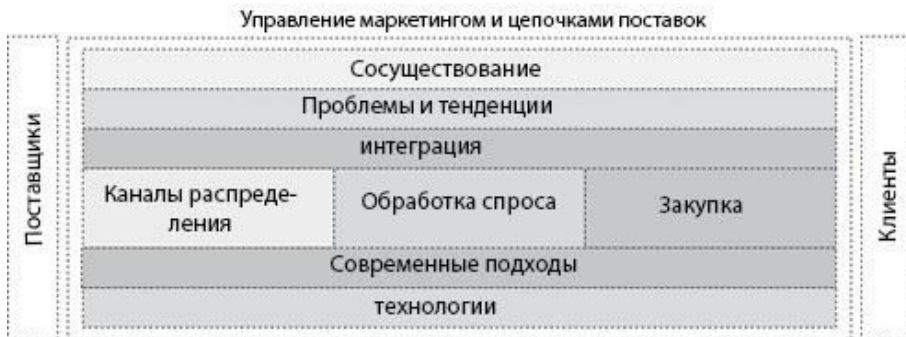 Управление маркетингом и цепочками поставок
Поставщики
Сосуществование
Проблемы и тенденции
интеграция
Каналы распреде-
ления
Обработка спроса
Закупка
Современные подходы
технологии
Клиенты